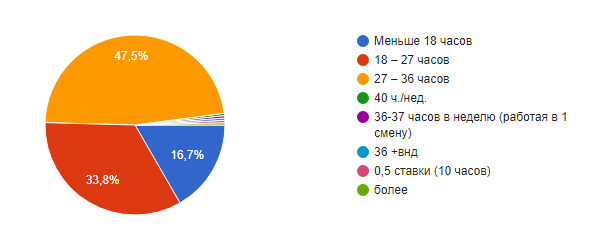 47,5%
33,8%
16,7%
Меньше 18 часов
18 – 27 часов
27 – 36 часов
40 ч./нед.
36-37 часов в неделю (работая в 1
смену)
36 +внд
0,5 ставки (10 часов)
более